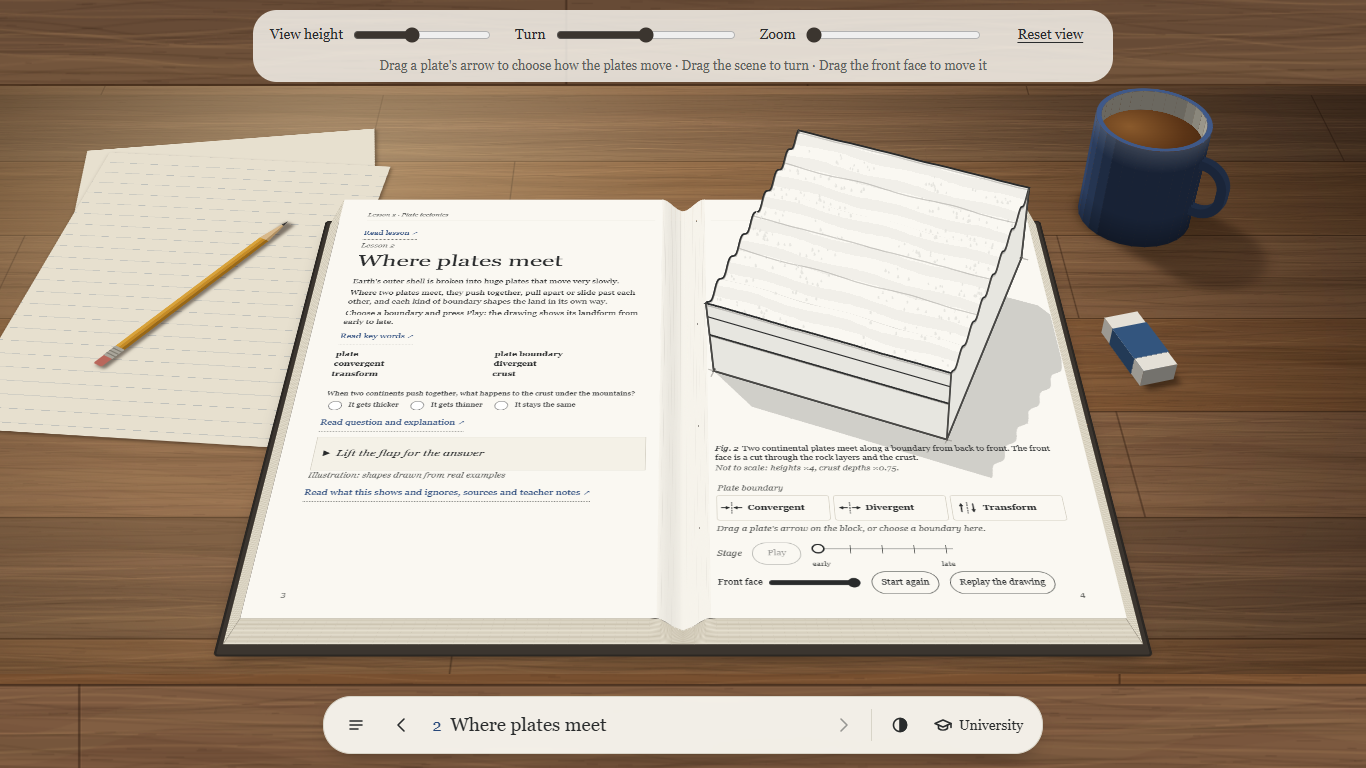 View height
Turn
Zoom
Reset view
Drag a plate's arrow to choose how the plates move · Drag the scene to turn · Drag the front face to move it
Lesson 2 · Plate tectonics
Read lesson ↗
Lesson 2
Where plates meet
Earth's outer shell is broken into huge plates that move very slowly.
Where two plates meet, they push together, pull apart or slide past each
other, and each kind of boundary shapes the land in its own way.
Choose a boundary and press Play: the drawing shows its landform from
early to late.
Read key words ↗
plate
plate boundary
convergent
divergent
transform
crust
When two continents push together, what happens to the crust under the mountains?
It gets thicker
It gets thinner
It stays the same
Read question and explanation ↗
► Lift the flap for the answer
Illustration: shapes drawn from real examples
Read what this shows and ignores, sources and teacher notes ↗
3
Fig. 2 Two continental plates meet along a boundary from back to front. The front
face is a cut through the rock layers and the crust.
Not to scale: heights ×4, crust depths ×0.75.
Plate boundary
Convergent
Divergent
Transform
Drag a plate's arrow on the block, or choose a boundary here.
Stage
Play
early
late
Front face
Start again
Replay the drawing
4
2 Where plates meet
University